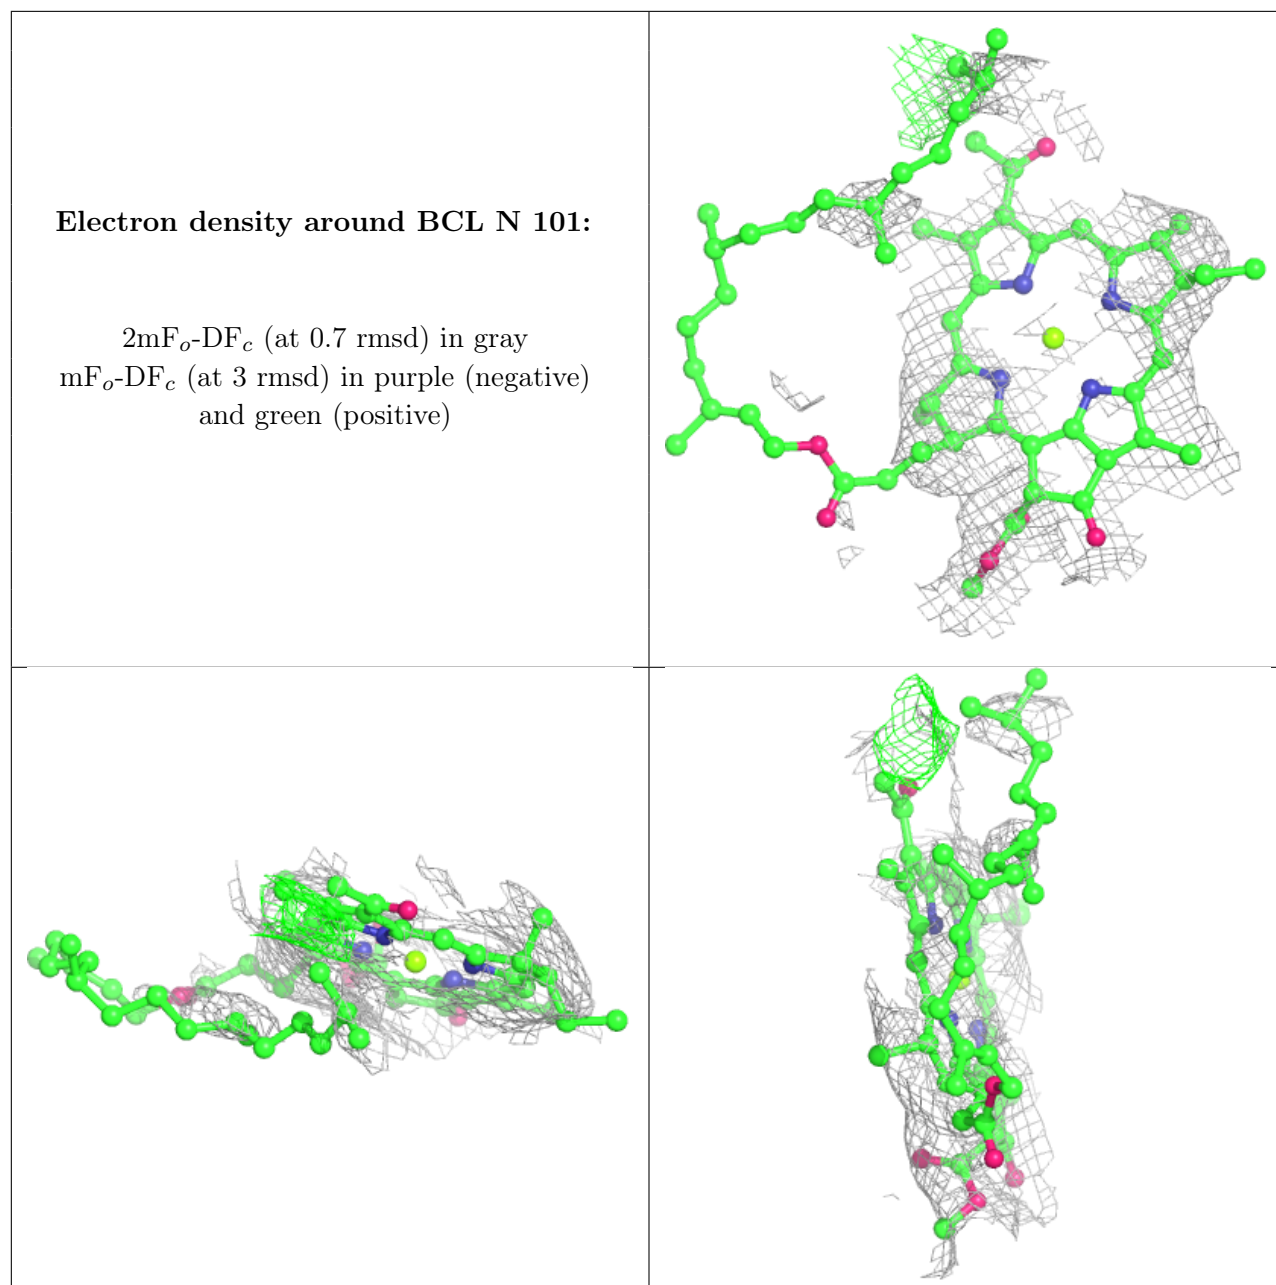 Electron density around BCL N 101:
2mFo-DFc (at 0.7 rmsd) in gray
mFo-DFc (at 3 rmsd) in purple (negative)
and green (positive)